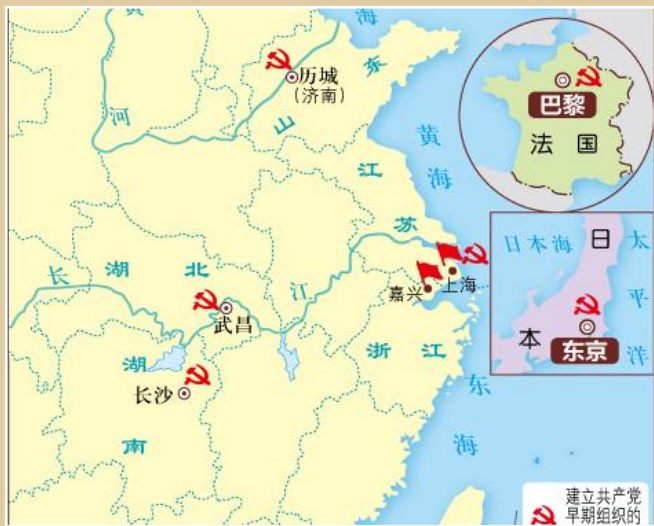 黄
河
海
历城
(济南)
山
东
黄
海
江
苏
长
江
湖北
武昌
湖
南
长沙
嘉兴
上海
浙江
东
海
巴黎
法国
日本海
日
本
太
平
洋
东京
建立共产党
早期组织的